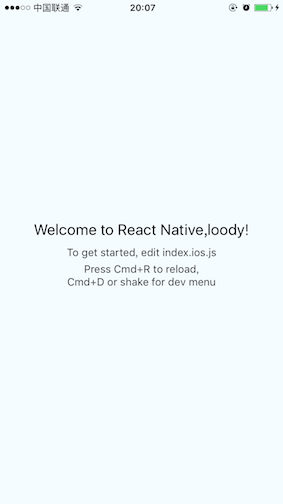 中国联通 20:07
Welcome to React Native,loody!
To get started, edit index.ios.js
Press Cmd+R to reload,
Cmd+D or shake for dev menu